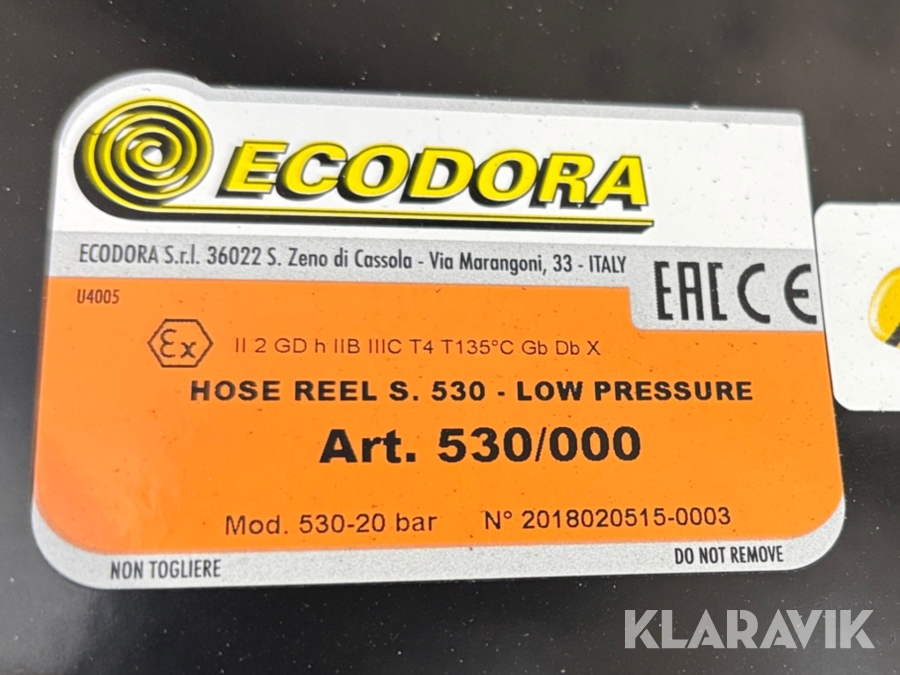 ECODORA
ECODORA S.r.l. 36022 S. Zeno di Cassola - Via Marangoni, 33 - ITALY
EAC CE
U4005
Ex II 2 GD h IIB IIIC T4 T135°C Gb Db X
HOSE REEL S. 530 - LOW PRESSURE
Art. 530/000
Mod. 530-20 bar N° 2018020515-0003
NON TOGLIERE DO NOT REMOVE
KLARAVIK